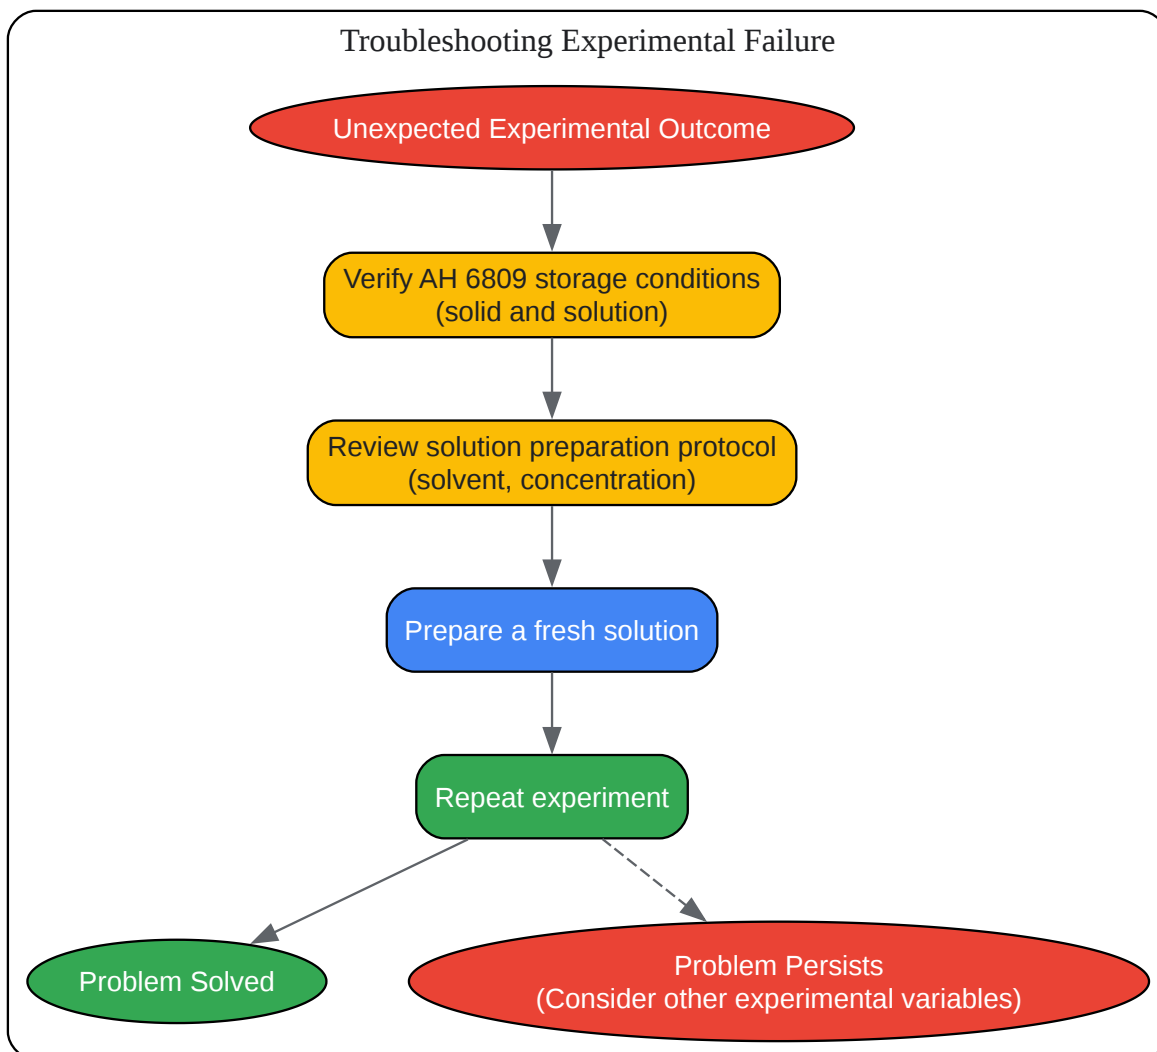 Troubleshooting Experimental Failure
Unexpected Experimental Outcome
Verify AH 6809 storage conditions
(solid and solution)
Review solution preparation protocol
(solvent, concentration)
Prepare a fresh solution
Repeat experiment
Problem Solved
Problem Persists
(Consider other experimental variables)